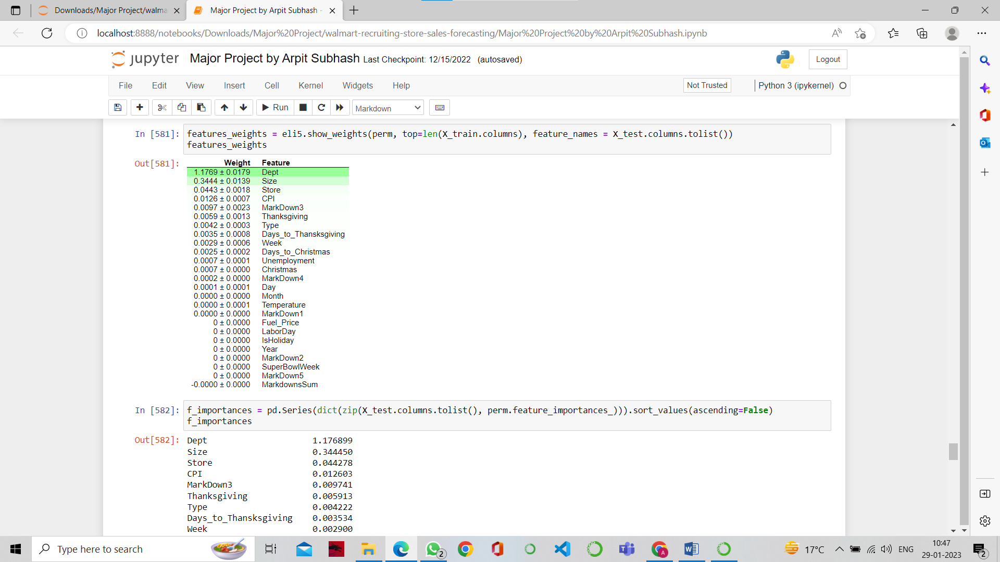 Downloads/Major Project/walma
Major Project by Arpit Subhash -
localhost:8888/notebooks/Downloads/Major%20Project/walmart-recruiting-store-sales-forecasting/Major%20Project%20by%20Arpit%20Subhash.ipynb
jupyter Major Project by Arpit Subhash Last Checkpoint: 12/15/2022 (autosaved)
Logout
File Edit View Insert Cell Kernel Widgets Help
Not Trusted Python 3 (ipykernel)
Run Markdown
In [581]: features_weights = eli5.show_weights(perm, top=len(X_train.columns), feature_names = X_test.columns.tolist())
features_weights
Out[581]: Weight Feature
1.1769 ± 0.0179 Dept
0.3444 ± 0.0139 Size
0.0443 ± 0.0018 Store
0.0126 ± 0.0007 CPI
0.0097 ± 0.0023 MarkDown3
0.0059 ± 0.0013 Thanksgiving
0.0042 ± 0.0003 Type
0.0035 ± 0.0008 Days_to_Thansksgiving
0.0029 ± 0.0006 Week
0.0025 ± 0.0002 Days_to_Christmas
0.0007 ± 0.0001 Unemployment
0.0007 ± 0.0000 Christmas
0.0002 ± 0.0000 MarkDown4
0.0001 ± 0.0001 Day
0.0000 ± 0.0000 Month
0.0000 ± 0.0001 Temperature
0.0000 ± 0.0000 MarkDown1
0 ± 0.0000 Fuel_Price
0 ± 0.0000 LaborDay
0 ± 0.0000 IsHoliday
0 ± 0.0000 Year
0 ± 0.0000 MarkDown2
0 ± 0.0000 SuperBowlWeek
0 ± 0.0000 MarkDown5
-0.0000 ± 0.0000 MarkdownsSum
In [582]: f_importances = pd.Series(dict(zip(X_test.columns.tolist(), perm.feature_importances_))).sort_values(ascending=False)
f_importances
Out[582]: Dept 1.176899
Size 0.344450
Store 0.044278
CPI 0.012603
MarkDown3 0.009741
Thanksgiving 0.005913
Type 0.004222
Days_to_Thansksgiving 0.003534
Week 0.002900
Type here to search
2
A
17°C
ENG
10:47
29-01-2023
2